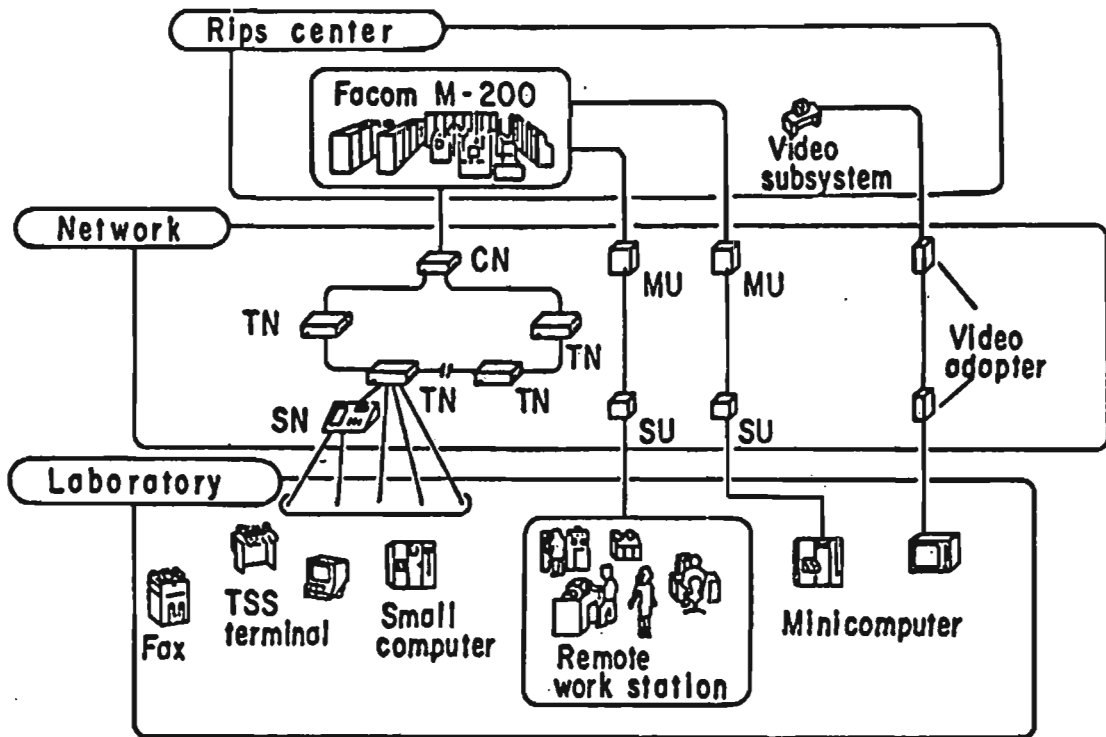 Rips center
Facom M-200
Video
subsystem
Network
CN
MU
MU
TN
TN
Video
adapter
TN
TN
SN
SU
SU
Laboratory
TSS
terminal
Small
computer
Fax
Minicomputer
Remote
work station